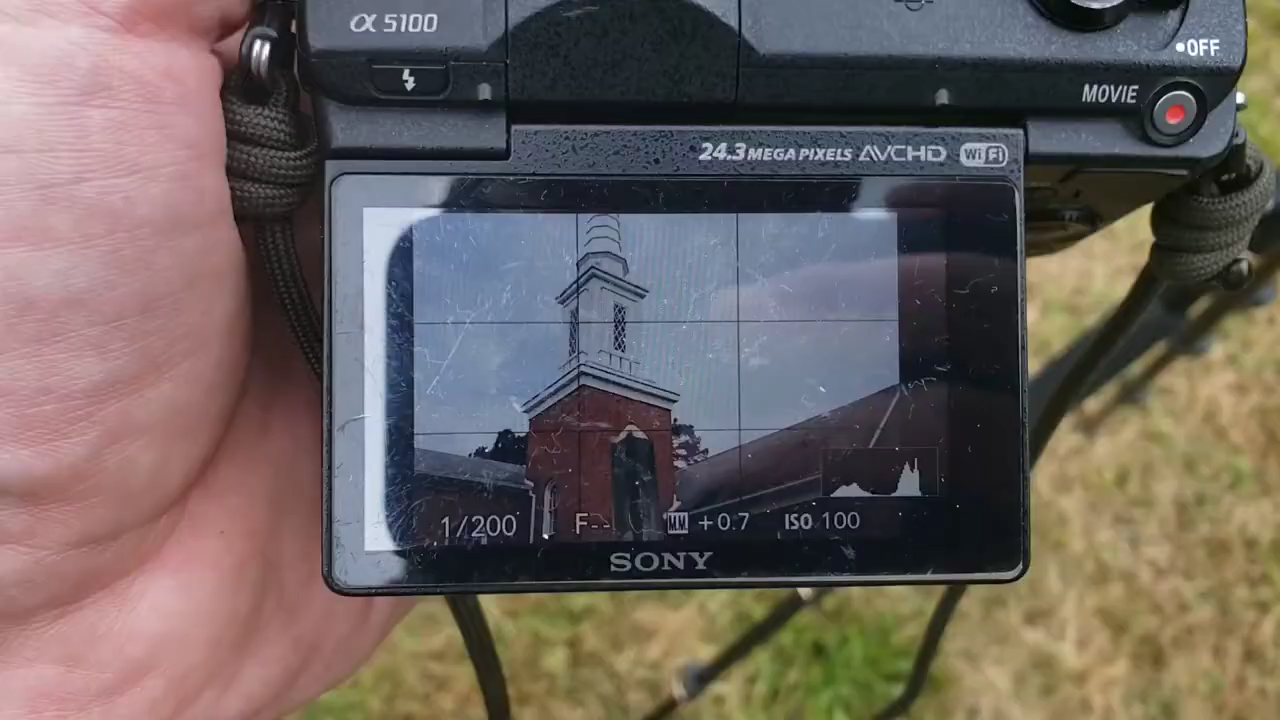 α 5100
OFF
MOVIE
24.3 MEGA PIXELS AVCHD Wi Fi
1/200 F-- M.M. +0.7 ISO 100
SONY